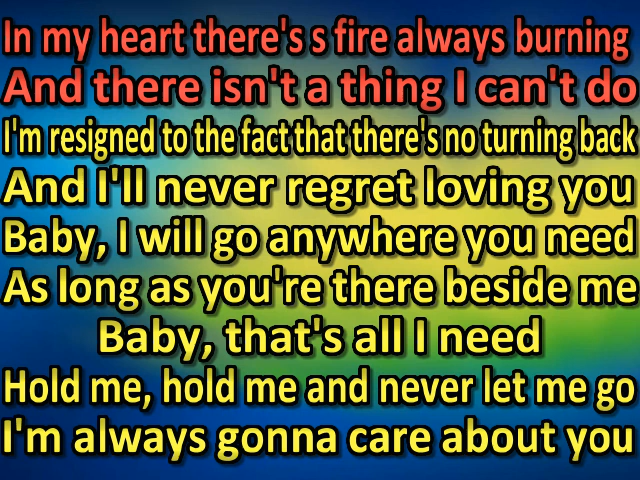 In my heart there's s fire always burning
And there isn't a thing I can't do
I'm resigned to the fact that there's no turning back
And I'll never regret loving you
Baby, I will go anywhere you need
As long as you're there beside me
Baby, that's all I need
Hold me, hold me and never let me go
I'm always gonna care about you